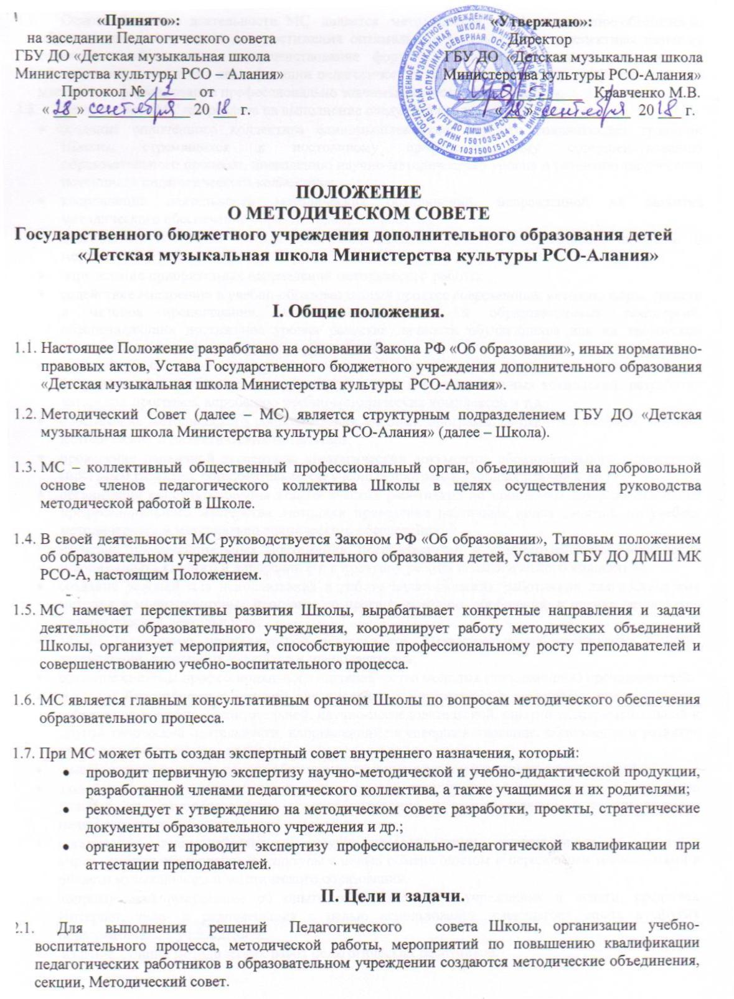 «Принято»:
на заседании Педагогического совета
ГБУ ДО «Детская музыкальная школа
Министерства культуры РСО – Алания»
Протокол № 1 от
«28» сентября 2018 г.
«Утверждаю»:
Директор
ГБУ ДО «Детская музыкальная школа
Министерства культуры РСО-Алания»
Кравченко М.В.
«28» сентября 2018 г.
ПОЛОЖЕНИЕ
О МЕТОДИЧЕСКОМ СОВЕТЕ
Государственного бюджетного учреждения дополнительного образования детей
«Детская музыкальная школа Министерства культуры РСО-Алания»
I. Общие положения.
1.1. Настоящее Положение разработано на основании Закона РФ «Об образовании», иных нормативно-
правовых актов, Устава Государственного бюджетного учреждения дополнительного образования
«Детская музыкальная школа Министерства культуры РСО-Алания».
1.2. Методический Совет (далее – МС) является структурным подразделением ГБУ ДО «Детская
музыкальная школа Министерства культуры РСО-Алания» (далее – Школа).
1.3. МС – коллективный общественный профессиональный орган, объединяющий на добровольной
основе членов педагогического коллектива Школы в целях осуществления руководства
методической работой в Школе.
1.4. В своей деятельности МС руководствуется Законом РФ «Об образовании», Типовым положением
об образовательном учреждении дополнительного образования детей, Уставом ГБУ ДО ДМШ МК
РСО-А, настоящим Положением.
1.5. МС намечает перспективы развития Школы, вырабатывает конкретные направления и задачи
деятельности образовательного учреждения, координирует работу методических объединений
Школы, организует мероприятия, способствующие профессиональному росту преподавателей и
совершенствованию учебно-воспитательного процесса.
1.6. МС является главным консультативным органом Школы по вопросам методического обеспечения
образовательного процесса.
1.7. При МС может быть создан экспертный совет внутреннего назначения, который:
• проводит первичную экспертизу научно-методической и учебно-дидактической продукции,
разработанной членами педагогического коллектива, а также учащимися и их родителями;
• рекомендует к утверждению на методическом совете разработки, проекты, стратегические
документы образовательного учреждения и др.;
• организует и проводит экспертизу профессионально-педагогической квалификации при
аттестации преподавателей.
II. Цели и задачи.
2.1. Для выполнения решений Педагогического совета Школы, организации учебно-
воспитательного процесса, методической работы, мероприятий по повышению квалификации
педагогических работников в образовательном учреждении создаются методические объединения,
секции, Методический совет.